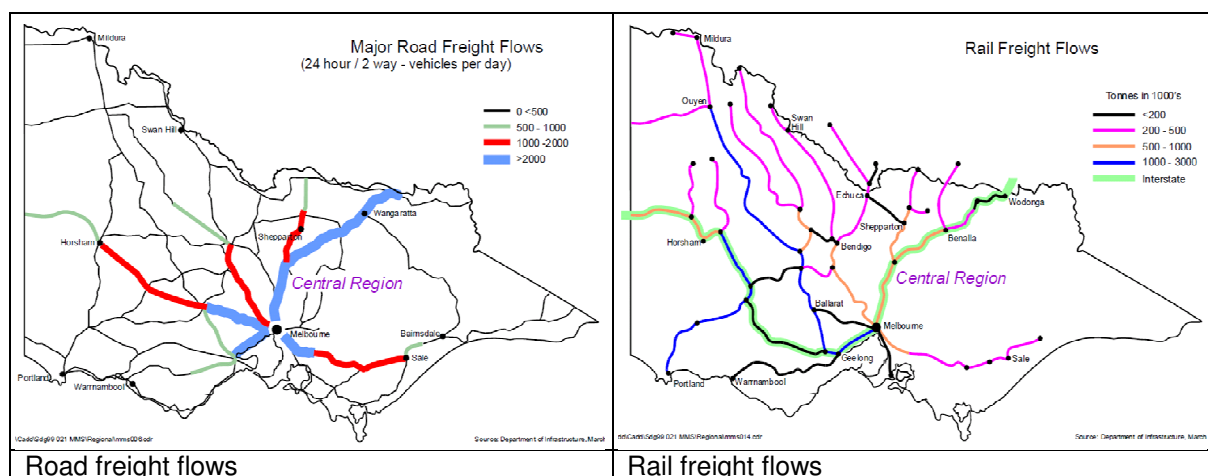 Major Road Freight Flows
(24 hour / 2 way - vehicles per day)
0 <500
500 - 1000
1000 -2000
>2000
Mildura
Swan Hill
Wangaratta
Shepparton
Horsham
Central Region
Melbourne
Bairnsdale
Sale
Portland
Warrnambool
Source: Department of Infrastructure, March
Road freight flows
Rail Freight Flows
Tonnes in 1000's
<200
200 - 500
500 - 1000
1000 - 3000
Interstate
Mildura
Ouyen
Swan
Hill
Echuca
Wodonga
Shepparton
Horsham
Bendigo
Benalla
Central Region
Ballarat
Melbourne
Geelong
Sale
Portland
Warrnambool
Source: Department of Infrastructure, March
Rail freight flows